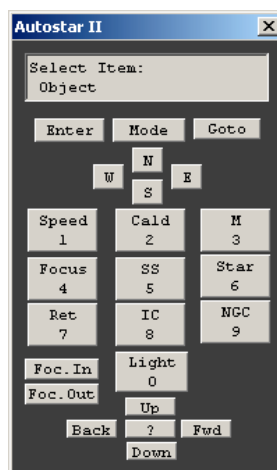 Autostar II
Select Item:
Object
Enter Mode Goto
N
W E
S
Speed Cald M
1 2 3
Focus SS Star
4 5 6
Ret IC NGC
7 8 9
Foc.In Light
Foc.Out 0
Up
Back ? Fwd
Down